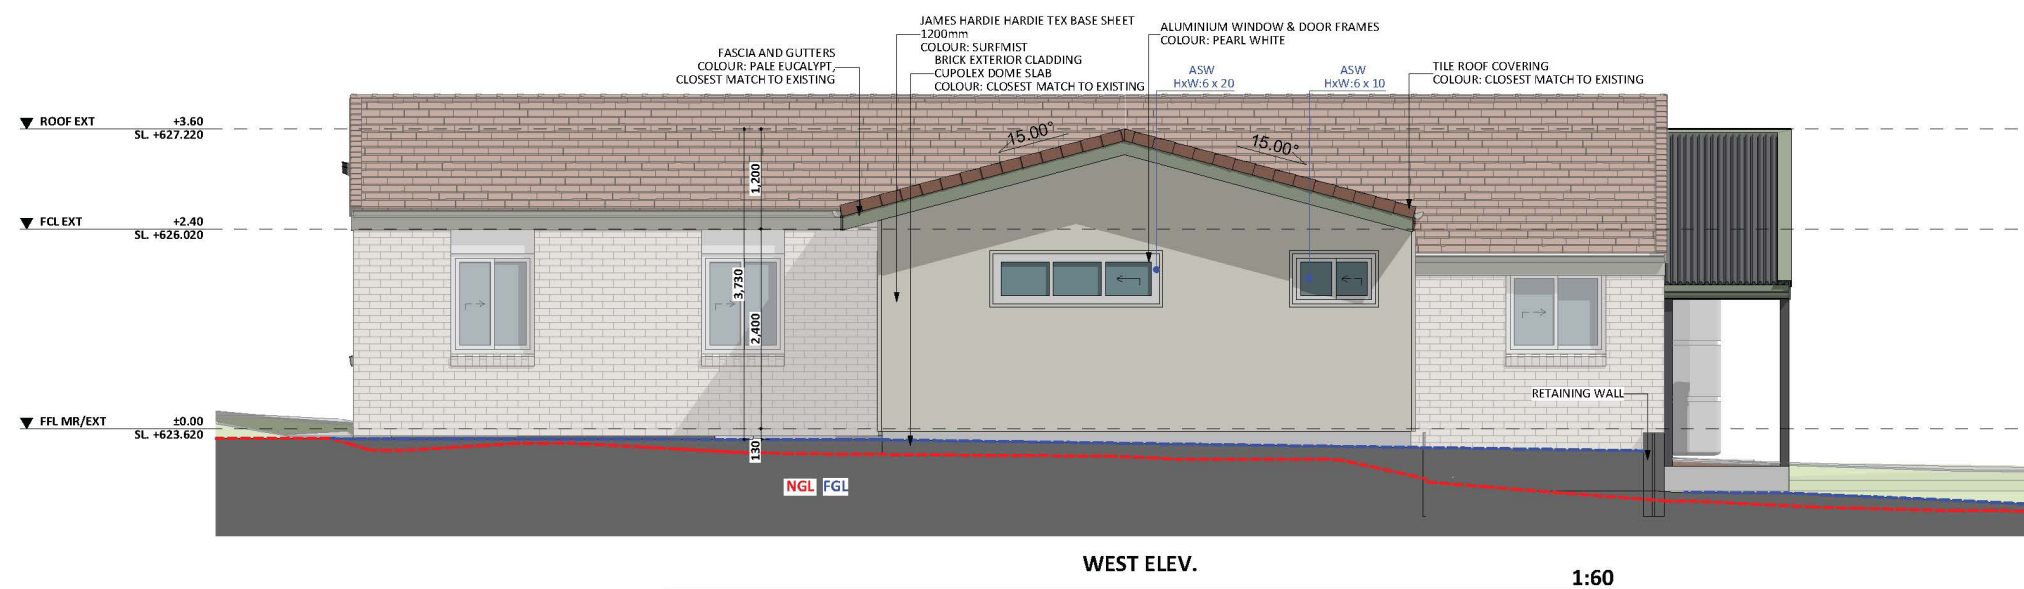 JAMES HARDIE HARDIE TEX BASE SHEET
1200mm
COLOUR: SURFMIST
BRICK EXTERIOR CLADDING
CUPOLEX DOME SLAB
COLOUR: CLOSEST MATCH TO EXISTING
ALUMINIUM WINDOW & DOOR FRAMES
COLOUR: PEARL WHITE
FASCIA AND GUTTERS
COLOUR: PALE EUCALYPT,
CLOSEST MATCH TO EXISTING
ASW
HxW:6 x 20
ASW
HxW:6 x 10
TILE ROOF COVERING
COLOUR: CLOSEST MATCH TO EXISTING
ROOF EXT +3.60
SL. +627.220
15.00°
15.00°
1,200
FCL EXT +2.40
SL. +626.020
3,730
2,400
RETAINING WALL
FFL MR/EXT ±0.00
SL. +623.620
130
NGL FGL
WEST ELEV.
1:60